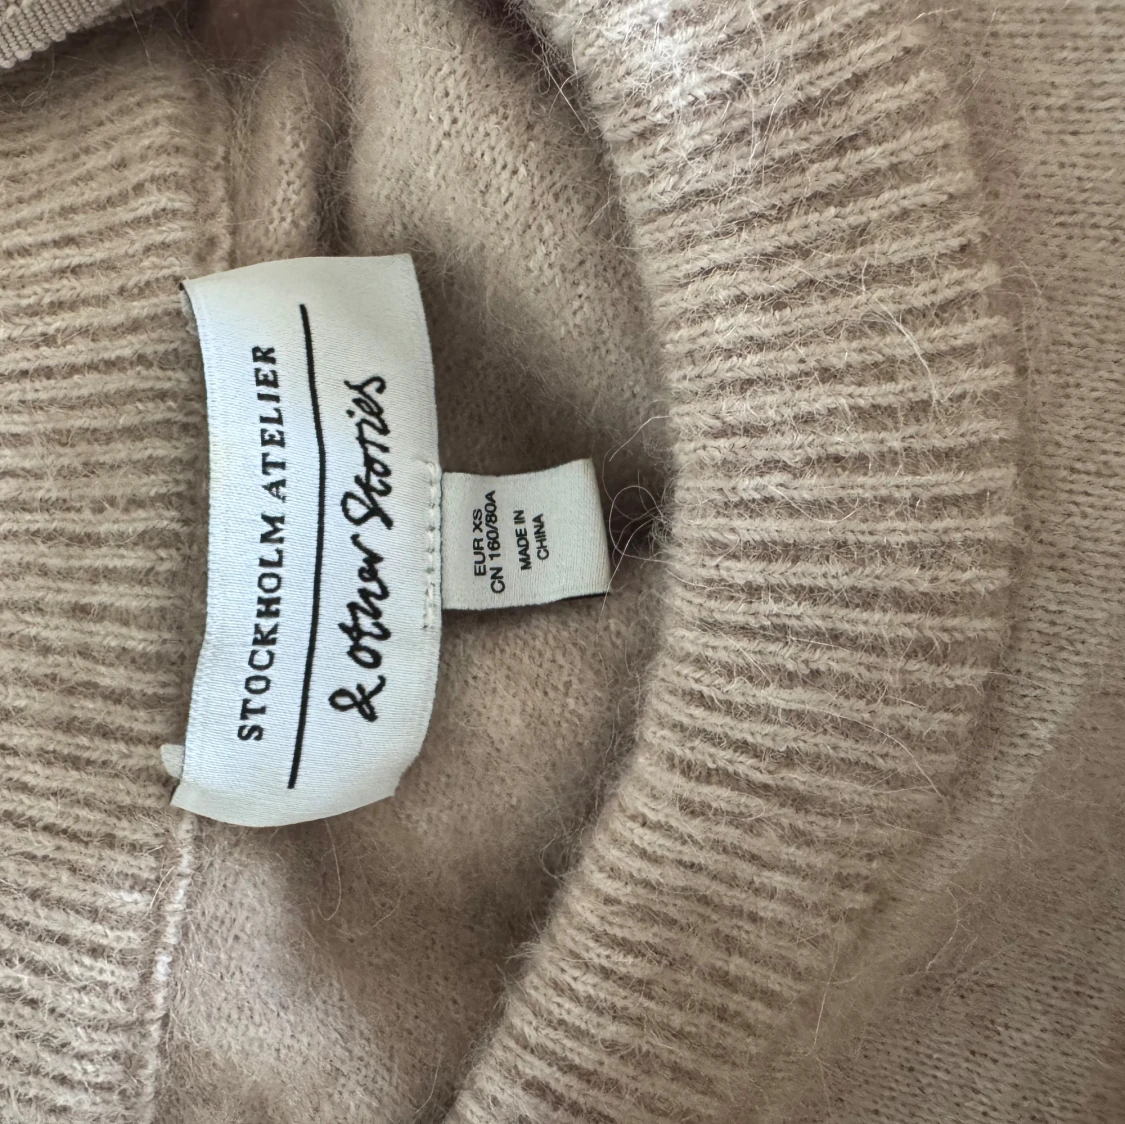 STOCKHOLM ATELIER
& other Stories
EUR XS
CN 160/80A
MADE IN
CHINA